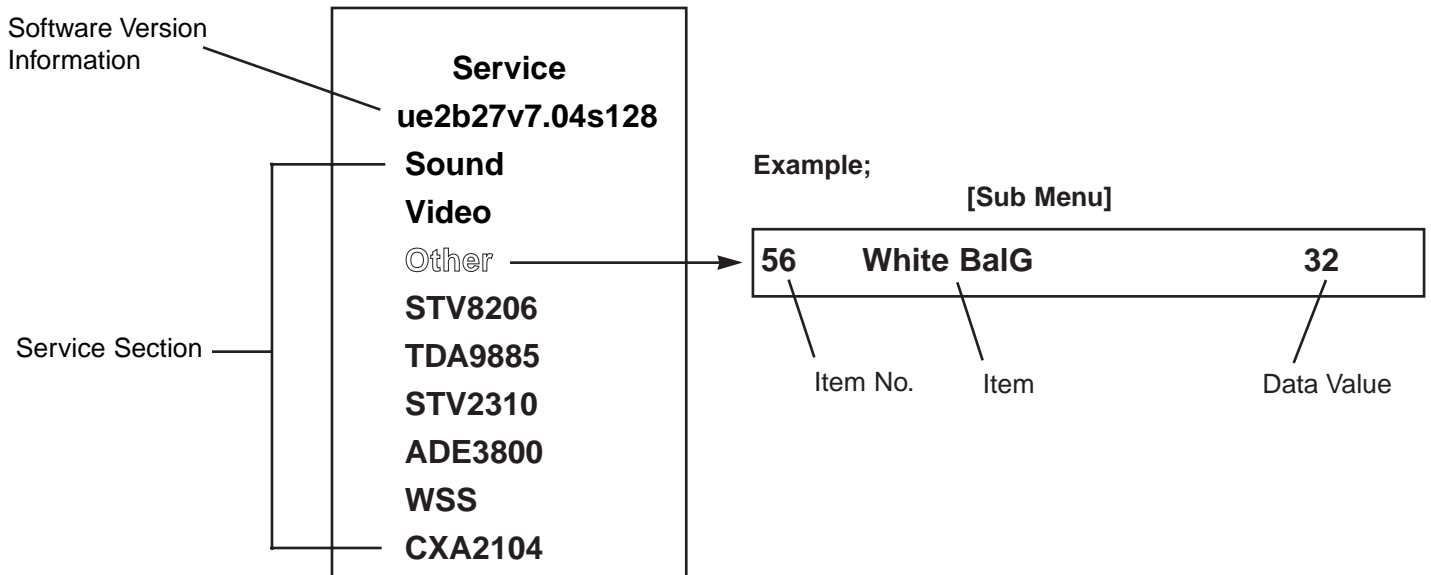 Software Version
Information
Service
ue2b27v7.04s128
Sound
Video
Other
STV8206
TDA9885
STV2310
ADE3800
WSS
CXA2104
Service Section
Example;
[Sub Menu]
56 White BalG 32
Item No. Item Data Value